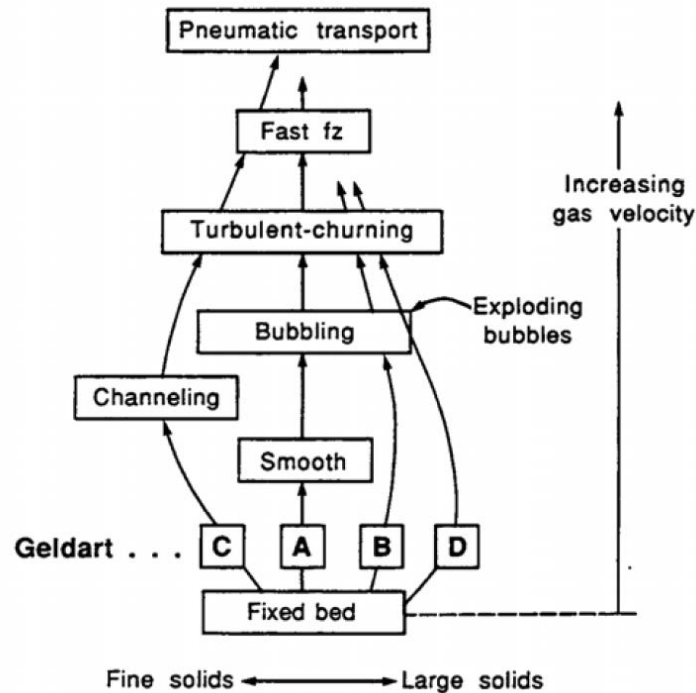 Pneumatic transport
Fast fz
Increasing
gas velocity
Turbulent-churning
Exploding
bubbles
Bubbling
Channeling
Smooth
Geldart . . . C A B D
Fixed bed
Fine solids Large solids